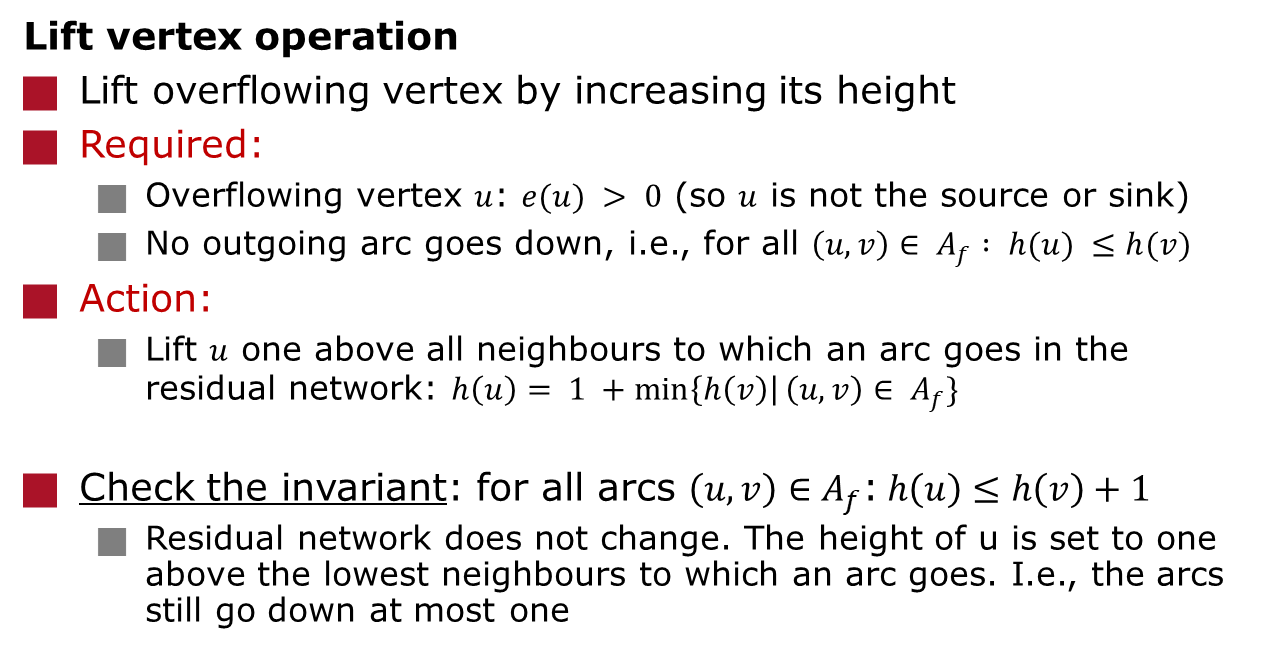 Lift vertex operation
Lift overflowing vertex by increasing its height
Required:
Overflowing vertex u: e(u) > 0 (so u is not the source or sink)
No outgoing arc goes down, i.e., for all (u, v) ∈ A_f : h(u) ≤ h(v)
Action:
Lift u one above all neighbours to which an arc goes in the
residual network: h(u) = 1 + min{h(v)| (u, v) ∈ A_f}
Check the invariant: for all arcs (u, v) ∈ A_f: h(u) ≤ h(v) + 1
Residual network does not change. The height of u is set to one
above the lowest neighbours to which an arc goes. I.e., the arcs
still go down at most one